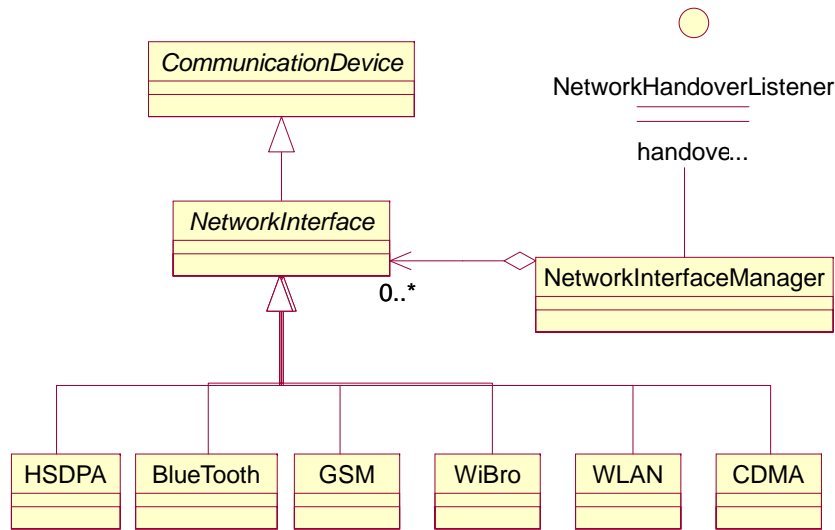 CommunicationDevice
NetworkHandoverListener
handove...
NetworkInterface
NetworkInterfaceManager
0..*
HSDPA
BlueTooth
GSM
WiBro
WLAN
CDMA